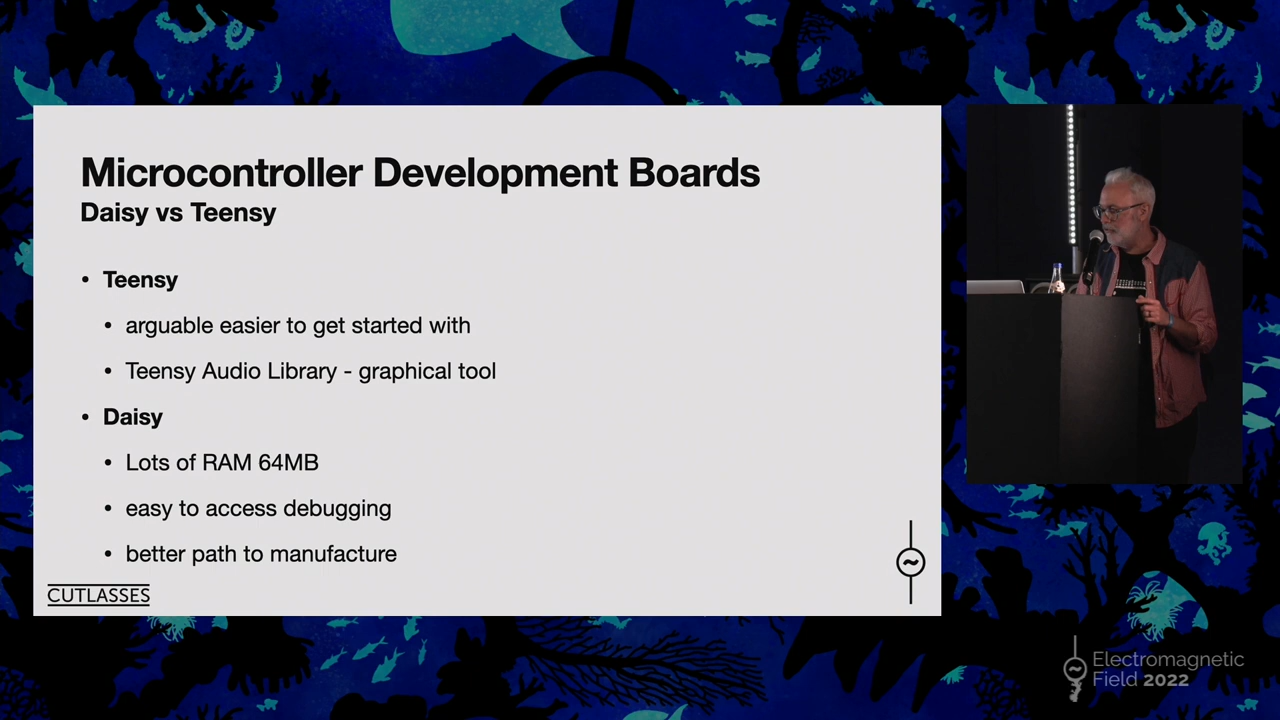 Microcontroller Development Boards
Daisy vs Teensy
• Teensy
• arguable easier to get started with
• Teensy Audio Library - graphical tool
• Daisy
• Lots of RAM 64MB
• easy to access debugging
• better path to manufacture
CUTLASSES
Electromagnetic
Field 2022